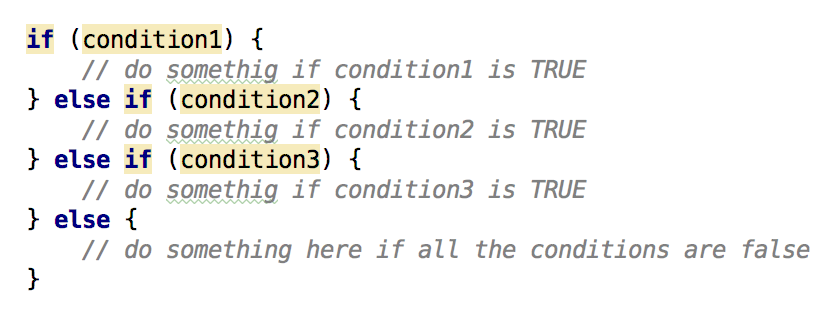 if (condition1) {
    // do somethig if condition1 is TRUE
} else if (condition2) {
    // do somethig if condition2 is TRUE
} else if (condition3) {
    // do somethig if condition3 is TRUE
} else {
    // do something here if all the conditions are false
}